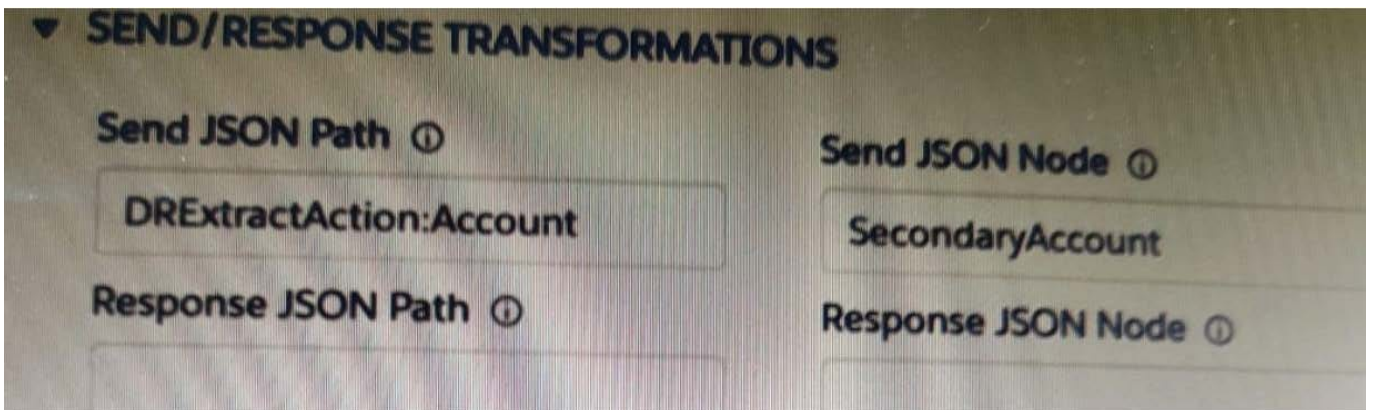 SEND/RESPONSE TRANSFORMATIONS
Send JSON Path
Send JSON Node
DRExtractAction:Account
SecondaryAccount
Response JSON Path
Response JSON Node